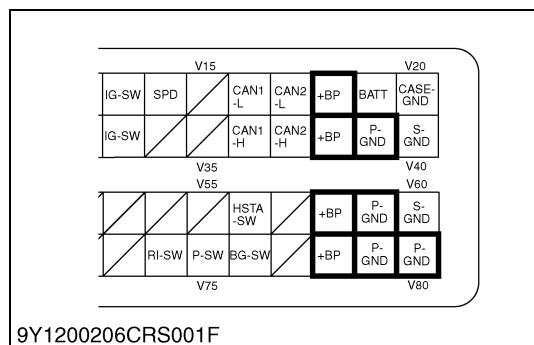 V15 V20
IG-SW SPD CAN1 -L CAN2 -L +BP BATT CASE- GND
IG-SW CAN1 -H CAN2 -H +BP P- GND S- GND
V35 V40
V55 V60
HSTA -SW +BP P- GND S- GND
RI-SW P-SW BG-SW +BP P- GND P- GND
V75 V80
9Y1200206CRS001F